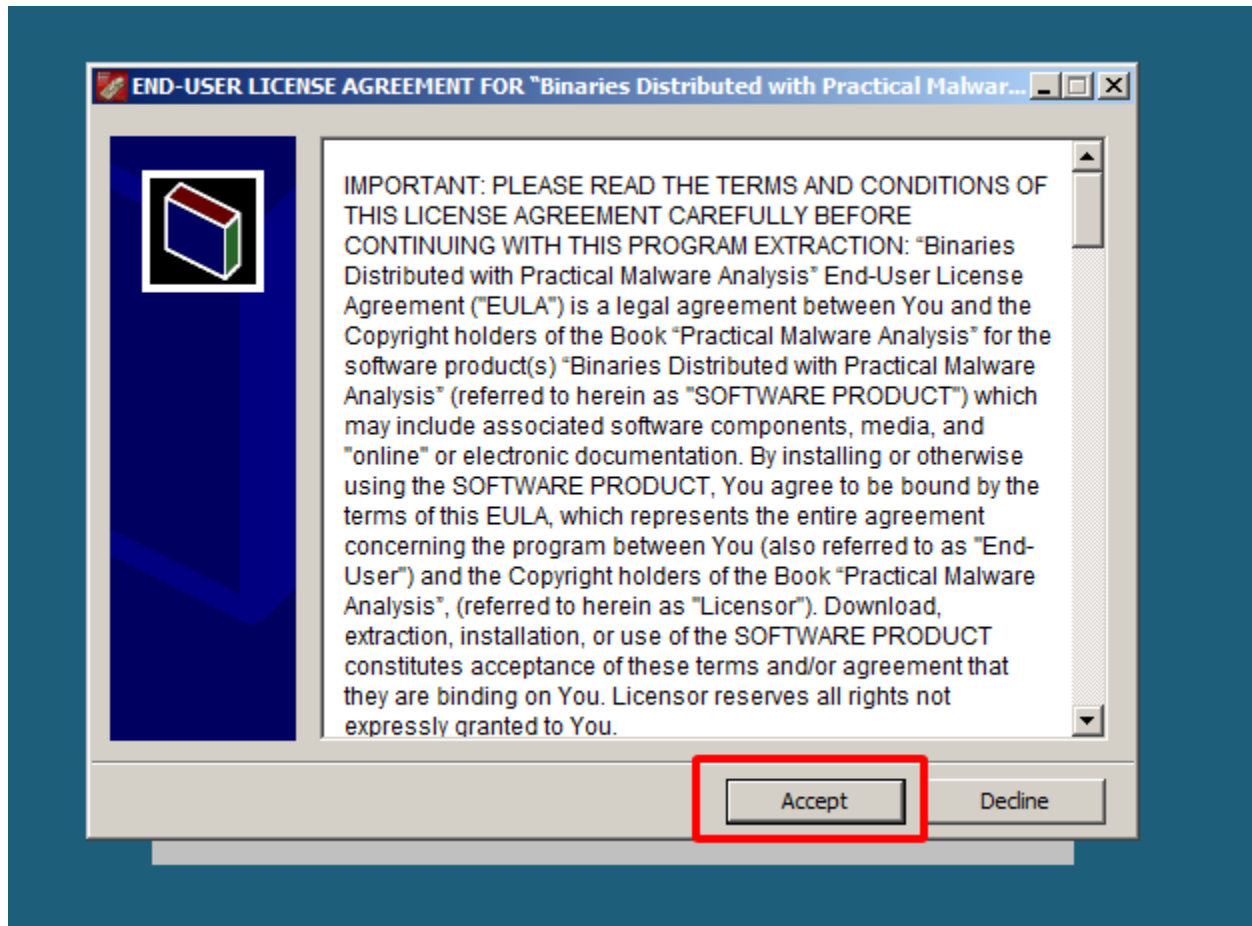 END-USER LICENSE AGREEMENT FOR “Binaries Distributed with Practical Malwar...
IMPORTANT: PLEASE READ THE TERMS AND CONDITIONS OF
THIS LICENSE AGREEMENT CAREFULLY BEFORE
CONTINUING WITH THIS PROGRAM EXTRACTION: “Binaries
Distributed with Practical Malware Analysis” End-User License
Agreement ("EULA") is a legal agreement between You and the
Copyright holders of the Book “Practical Malware Analysis” for the
software product(s) “Binaries Distributed with Practical Malware
Analysis” (referred to herein as "SOFTWARE PRODUCT") which
may include associated software components, media, and
"online" or electronic documentation. By installing or otherwise
using the SOFTWARE PRODUCT, You agree to be bound by the
terms of this EULA, which represents the entire agreement
concerning the program between You (also referred to as "End-
User") and the Copyright holders of the Book “Practical Malware
Analysis”, (referred to herein as "Licensor"). Download,
extraction, installation, or use of the SOFTWARE PRODUCT
constitutes acceptance of these terms and/or agreement that
they are binding on You. Licensor reserves all rights not
expressly granted to You.
Accept
Decline